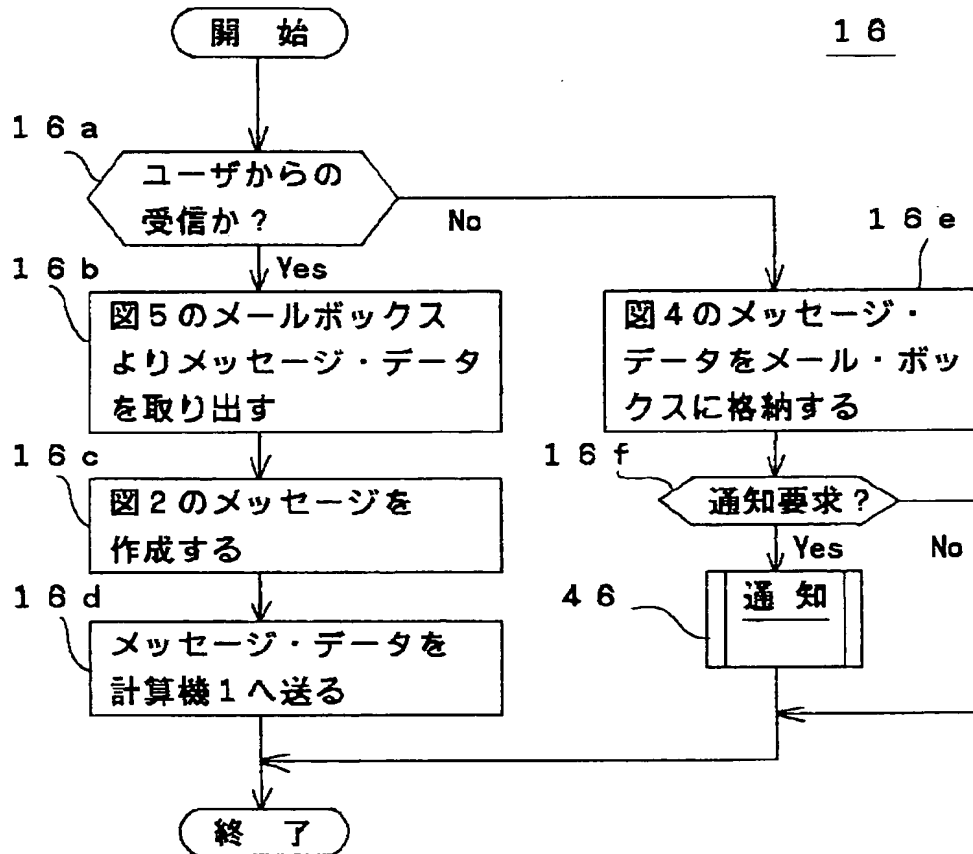 開 始
16
16a
ユーザからの
受信か?
No
Yes
16b
図5のメールボックス
よりメッセージ・データ
を取り出す
16c
図2のメッセージを
作成する
16d
メッセージ・データを
計算機1へ送る
16e
図4のメッセージ・
データをメール・ボッ
クスに格納する
16f
通知要求?
Yes
No
46
通 知
終 了